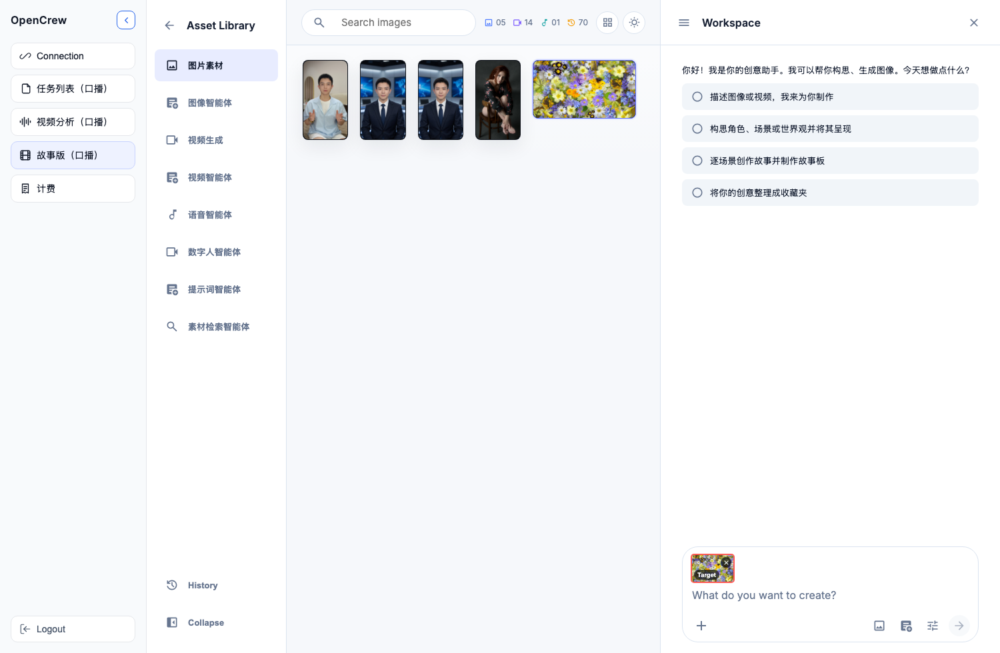 OpenCrew
Connection
任务列表（口播）
视频分析（口播）
故事版（口播）
计费
Logout
Asset Library
图片素材
图像智能体
视频生成
视频智能体
语音智能体
数字人智能体
提示词智能体
素材检索智能体
History
Collapse
Search images
05 14 01 70
Workspace
你好！我是你的创意助手。我可以帮你构思、生成图像。今天想做点什么？
描述图像或视频，我来为你制作
构思角色、场景或世界观并将其呈现
逐场景创作故事并制作故事板
将你的创意整理成收藏夹
Target
What do you want to create?